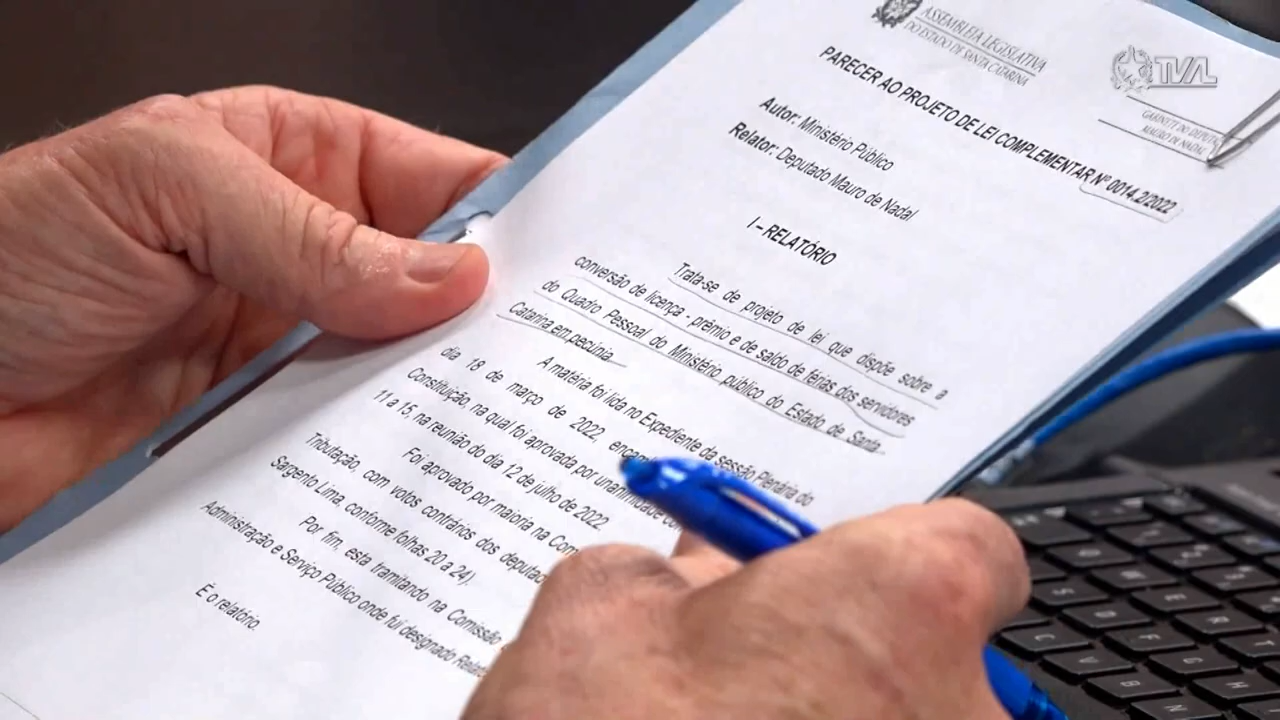 ASSEMBLEIA LEGISLATIVA
DO ESTADO DE SANTA CATARINA
TVAL
GABINETE DO DEPUTADO
MAURO DE NADAL
PARECER AO PROJETO DE LEI COMPLEMENTAR Nº 0014.2/2022
Autor: Ministério Público
Relator: Deputado Mauro de Nadal
I – RELATÓRIO
Trata-se de projeto de lei que dispõe sobre a
conversão de licença - prêmio e de saldo de férias dos servidores
do Quadro Pessoal do Ministério público do Estado de Santa
Catarina em pecúnia.
A matéria foi lida no Expediente da sessão Plenária do
dia 18 de março de 2022,
Constituição, na qual foi aprovada por unanimidade
11 a 15, na reunião do dia 12 de julho de 2022.
Foi aprovado por maioria na
Tributação, com votos contrários dos
Sargento Lima, conforme folhas 20 a 24).
Por fim, esta tramitando na Comissão
Administração e Serviço Público onde fui designado
É o relatório.